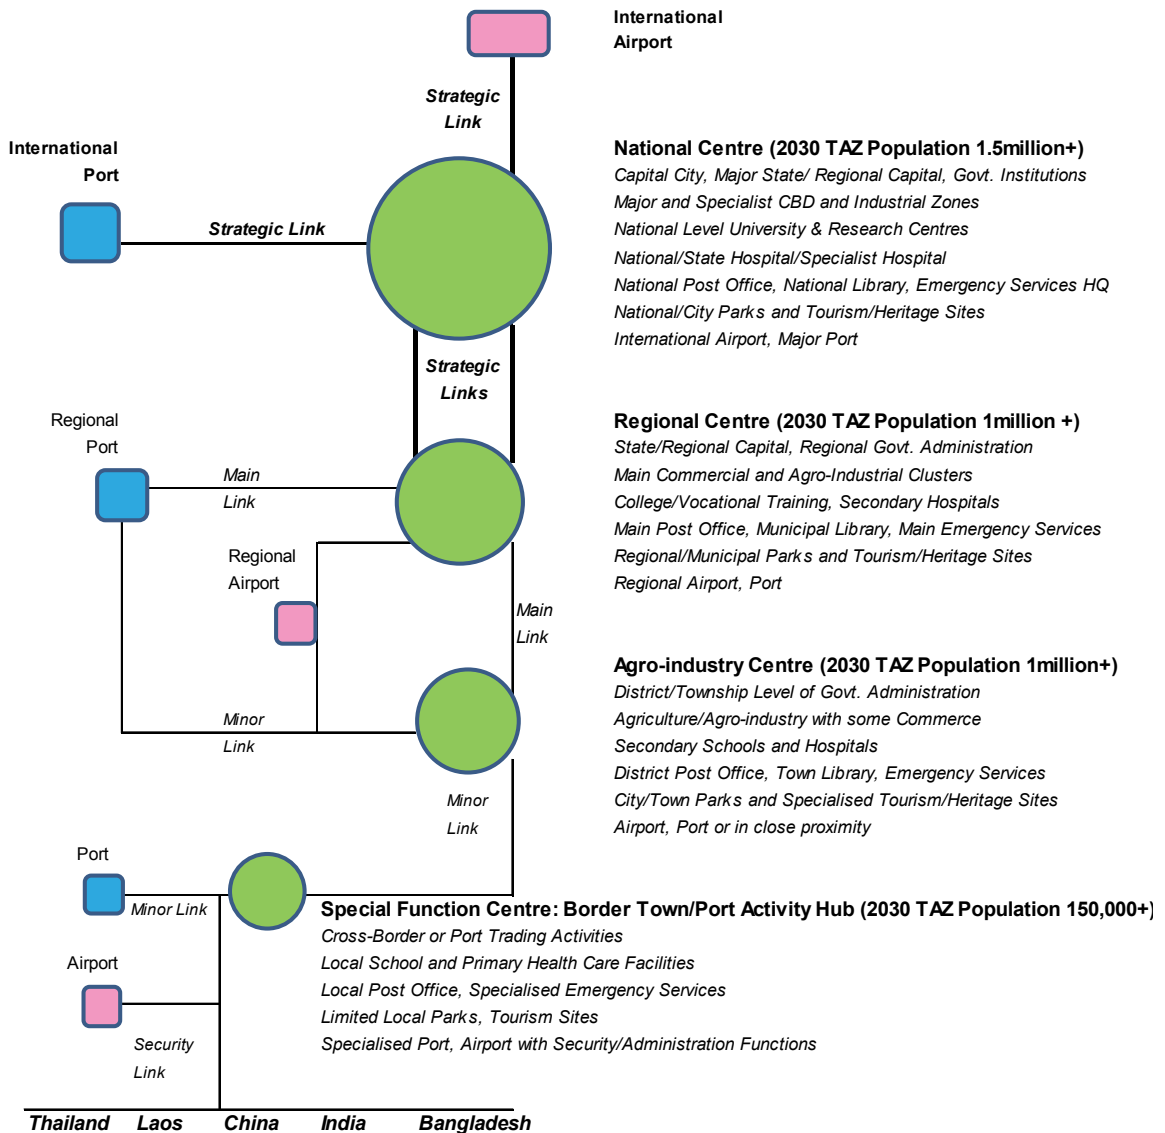 International
Airport
Strategic
Link
International
Port
Strategic Link
National Centre (2030 TAZ Population 1.5million+)
Capital City, Major State/ Regional Capital, Govt. Institutions
Major and Specialist CBD and Industrial Zones
National Level University & Research Centres
National/State Hospital/Specialist Hospital
National Post Office, National Library, Emergency Services HQ
National/City Parks and Tourism/Heritage Sites
International Airport, Major Port
Strategic
Links
Regional
Port
Main
Link
Regional Centre (2030 TAZ Population 1million +)
State/Regional Capital, Regional Govt. Administration
Main Commercial and Agro-Industrial Clusters
College/Vocational Training, Secondary Hospitals
Main Post Office, Municipal Library, Main Emergency Services
Regional/Municipal Parks and Tourism/Heritage Sites
Regional Airport, Port
Regional
Airport
Main
Link
Minor
Link
Agro-industry Centre (2030 TAZ Population 1million+)
District/Township Level of Govt. Administration
Agriculture/Agro-industry with some Commerce
Secondary Schools and Hospitals
District Post Office, Town Library, Emergency Services
City/Town Parks and Specialised Tourism/Heritage Sites
Airport, Port or in close proximity
Minor
Link
Port
Minor Link
Special Function Centre: Border Town/Port Activity Hub (2030 TAZ Population 150,000+)
Cross-Border or Port Trading Activities
Local School and Primary Health Care Facilities
Local Post Office, Specialised Emergency Services
Limited Local Parks, Tourism Sites
Specialised Port, Airport with Security/Administration Functions
Airport
Security
Link
Thailand Laos China India Bangladesh